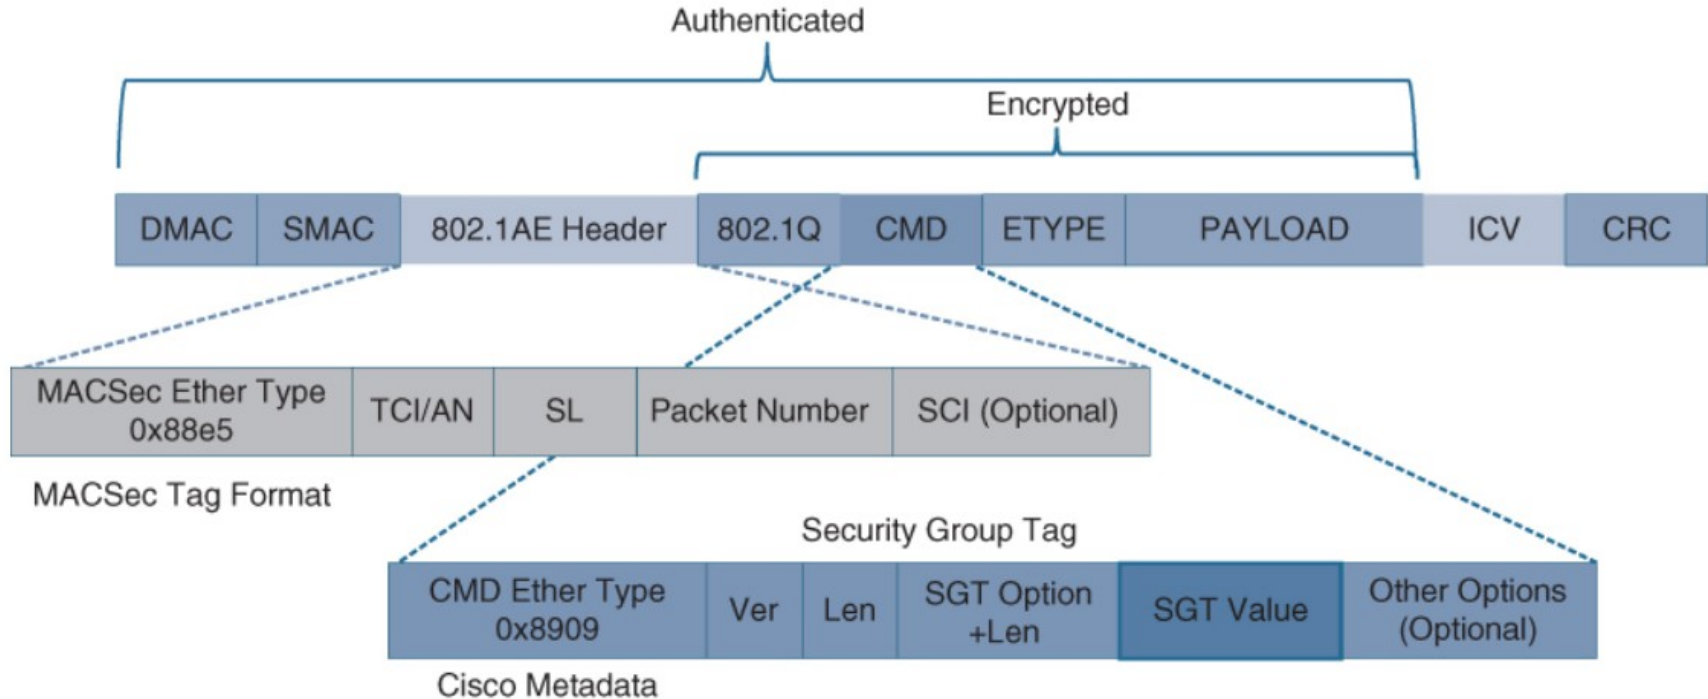 Authenticated
Encrypted
DMAC SMAC 802.1AE Header 802.1Q CMD ETYPE PAYLOAD ICV CRC
MACSec Ether Type
0x88e5
TCI/AN
SL
Packet Number
SCI (Optional)
MACSec Tag Format
Security Group Tag
CMD Ether Type
0x8909
Ver
Len
SGT Option
+Len
SGT Value
Other Options
(Optional)
Cisco Metadata